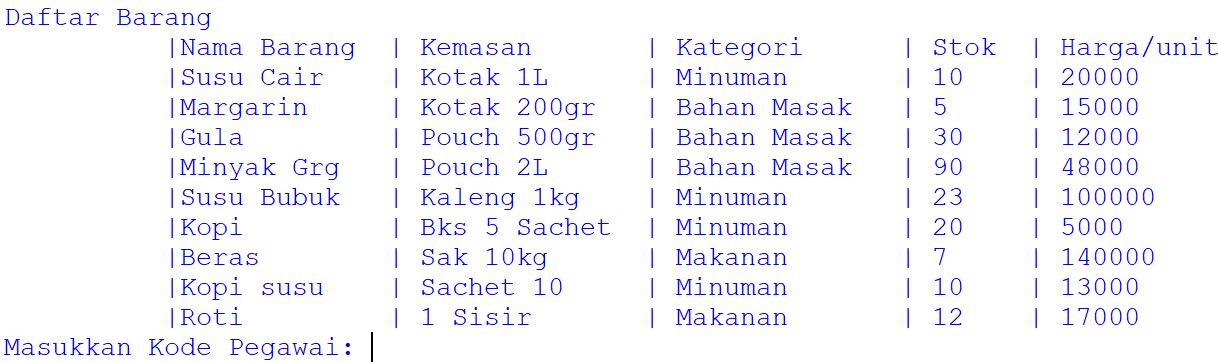 Daftar Barang
|Nama Barang | Kemasan | Kategori | Stok | Harga/unit
|Susu Cair | Kotak 1L | Minuman | 10 | 20000
|Margarin | Kotak 200gr | Bahan Masak | 5 | 15000
|Gula | Pouch 500gr | Bahan Masak | 30 | 12000
|Minyak Grg | Pouch 2L | Bahan Masak | 90 | 48000
|Susu Bubuk | Kaleng 1kg | Minuman | 23 | 100000
|Kopi | Bks 5 Sachet | Minuman | 20 | 5000
|Beras | Sak 10kg | Makanan | 7 | 140000
|Kopi susu | Sachet 10 | Minuman | 10 | 13000
|Roti | 1 Sisir | Makanan | 12 | 17000
Masukkan Kode Pegawai: